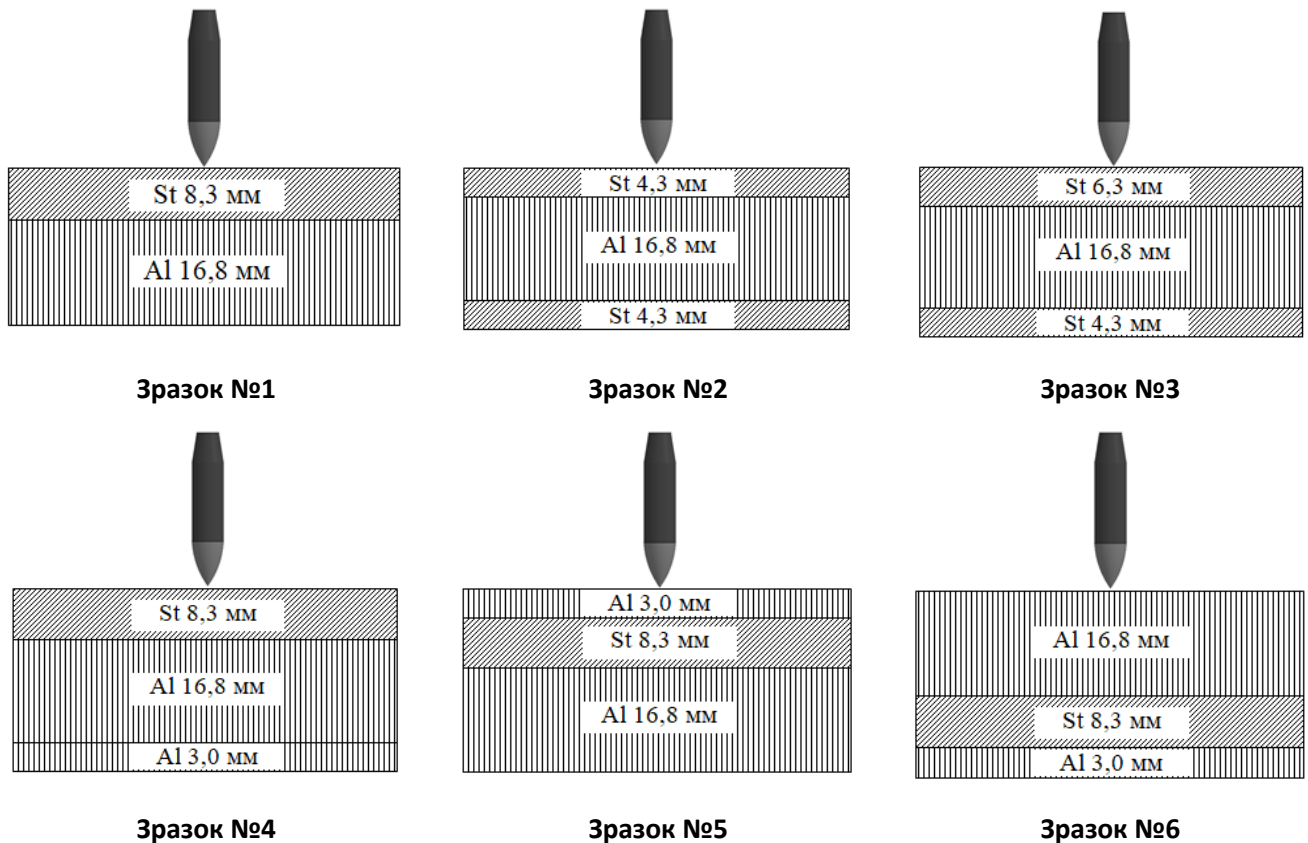 St 8,3 мм
Al 16,8 мм
Зразок №1
St 4,3 мм
Al 16,8 мм
St 4,3 мм
Зразок №2
St 6,3 мм
Al 16,8 мм
St 4,3 мм
Зразок №3
St 8,3 мм
Al 16,8 мм
Al 3,0 мм
Зразок №4
Al 3,0 мм
St 8,3 мм
Al 16,8 мм
Зразок №5
Al 16,8 мм
St 8,3 мм
Al 3,0 мм
Зразок №6